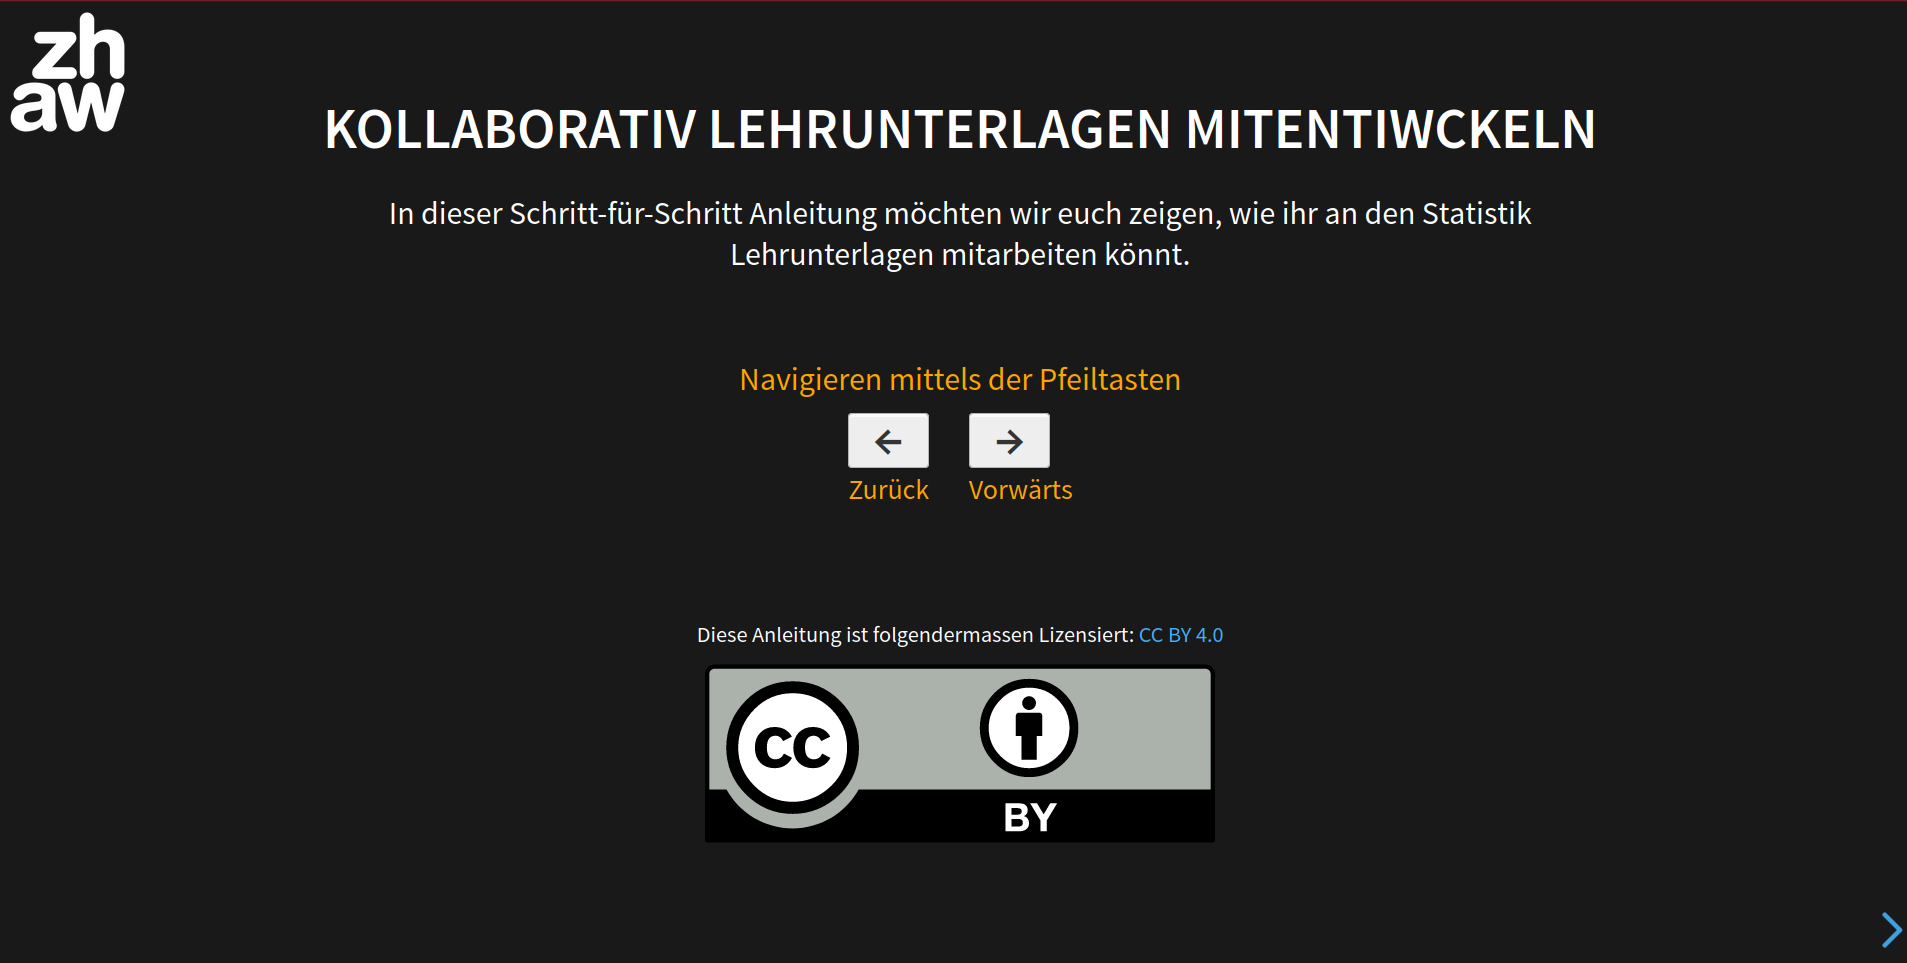 zh
aw
KOLLABORATIV LEHRUNTERLAGEN MITENTIWCKELN
In dieser Schritt-für-Schritt Anleitung möchten wir euch zeigen, wie ihr an den Statistik
Lehrunterlagen mitarbeiten könnt.
Navigieren mittels der Pfeiltasten
← →
Zurück Vorwärts
Diese Anleitung ist folgendermassen Lizensiert: CC BY 4.0
CC
BY